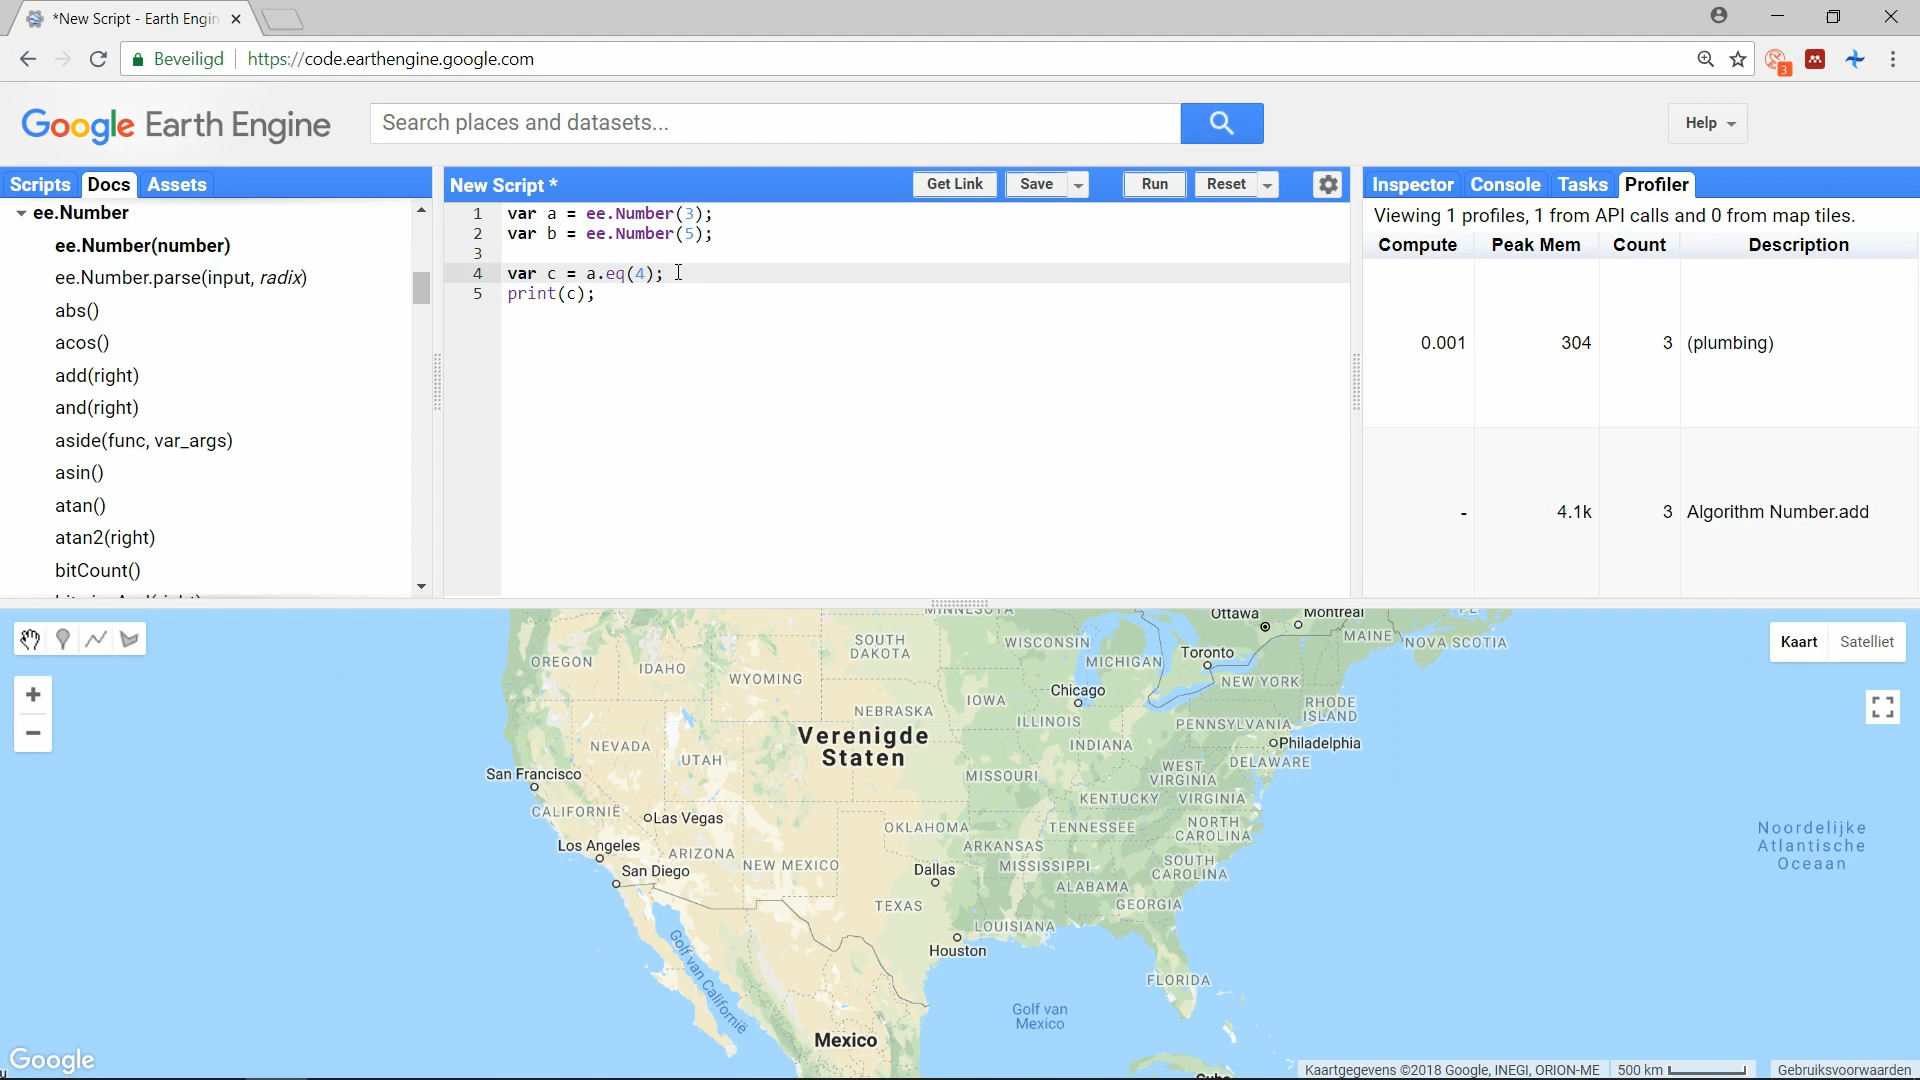 *New Script - Earth Engin
Beveiligd
https://code.earthengine.google.com
3
Google Earth Engine
Search places and datasets...
Help
Scripts
Docs
Assets
ee.Number
ee.Number(number)
ee.Number.parse(input, radix)
abs()
acos()
add(right)
and(right)
aside(func, var_args)
asin()
atan()
atan2(right)
bitCount()
New Script *
Get Link
Save
Run
Reset
1 var a = ee.Number(3);
2 var b = ee.Number(5);
3
4 var c = a.eq(4);
5 print(c);
Inspector
Console
Tasks
Profiler
Viewing 1 profiles, 1 from API calls and 0 from map tiles.
Compute Peak Mem Count Description
0.001 304 3 (plumbing)
- 4.1k 3 Algorithm Number.add
Kaart
Satelliet
MINNESOTA
Ottawa
Montréal
MAINE
NOVA SCOTIA
OREGON
IDAHO
SOUTH
DAKOTA
WISCONSIN
MICHIGAN
Toronto
WYOMING
Chicago
NEW YORK
NEBRASKA
IOWA
ILLINOIS
RHODE
ISLAND
PENNSYLVANIA
Verenigde
Staten
NEVADA
UTAH
INDIANA
Philadelphia
DELAWARE
San Francisco
MISSOURI
WEST
VIRGINIA
KENTUCKY
VIRGINIA
CALIFORNIË
Las Vegas
OKLAHOMA
TENNESSEE
NORTH
CAROLINA
Los Angeles
ARIZONA
NEW MEXICO
ARKANSAS
MISSISSIPPI
SOUTH
CAROLINA
San Diego
Dallas
ALABAMA
TEXAS
GEORGIA
LOUISIANA
Houston
FLORIDA
Golf van Californië
Golf van
Mexico
Mexico
Noordelijke
Atlantische
Oceaan
Cuba
Google
Kaartgegevens ©2018 Google, INEGI, ORION-ME
500 km
Gebruiksvoorwaarden